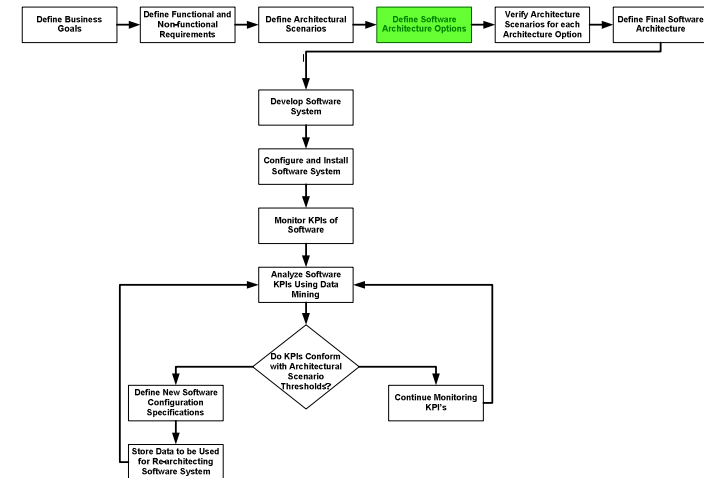 Define Business
Goals
Define Functional and
Non-functional
Requirements
Define Architectural
Scenarios
Define Software
Architecture Options
Verify Architecture
Scenarios for each
Architecture Option
Define Final Software
Architecture
Develop Software
System
Configure and Install
Software System
Monitor KPIs of
Software
Analyze Software
KPIs Using Data
Mining
Do KPIs Conform
with Architectural
Scenario
Thresholds?
Define New Software
Configuration
Specifications
Continue Monitoring
KPI's
Store Data to be Used
for Re-architecting
Software System